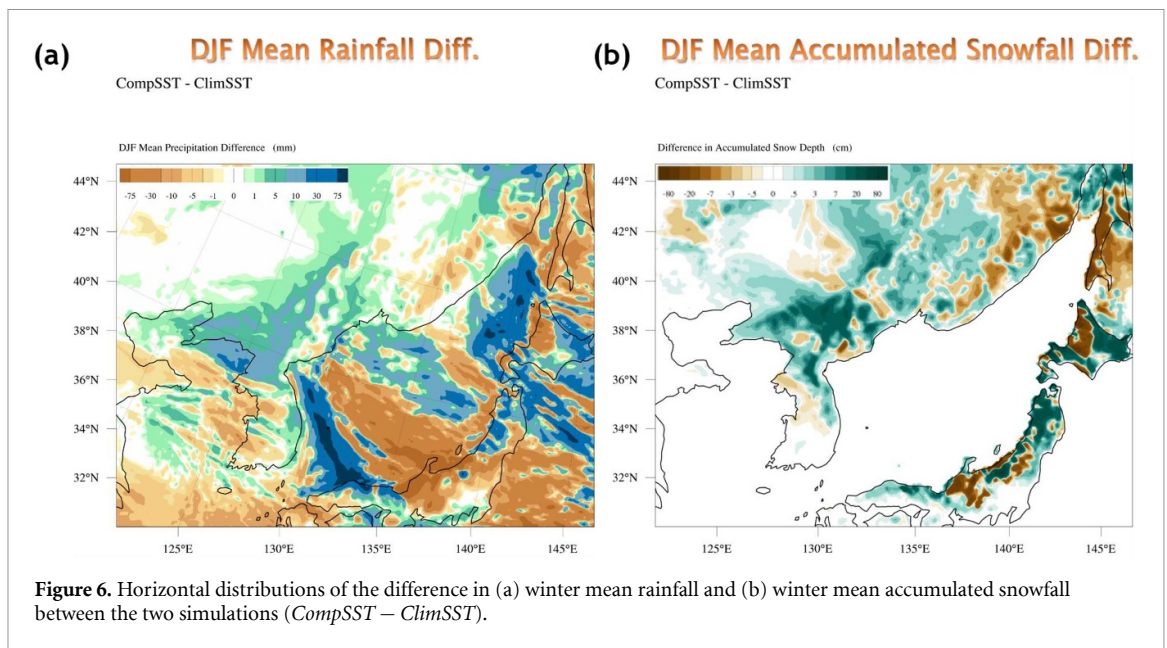 (a) DJF Mean Rainfall Diff.
CompSST - ClimSST
DJF Mean Precipitation Difference (mm)
-75 -30 -10 -5 -1 0 1 5 10 30 75
44°N
42°N
40°N
38°N
36°N
34°N
32°N
125°E 130°E 135°E 140°E 145°E
(b) DJF Mean Accumulated Snowfall Diff.
CompSST - ClimSST
Difference in Accumulated Snow Depth (cm)
-80 -20 -7 -3 -.5 0 .5 3 7 20 80
44°N
42°N
40°N
38°N
36°N
34°N
32°N
125°E 130°E 135°E 140°E 145°E
Figure 6. Horizontal distributions of the difference in (a) winter mean rainfall and (b) winter mean accumulated snowfall
between the two simulations (CompSST − ClimSST).